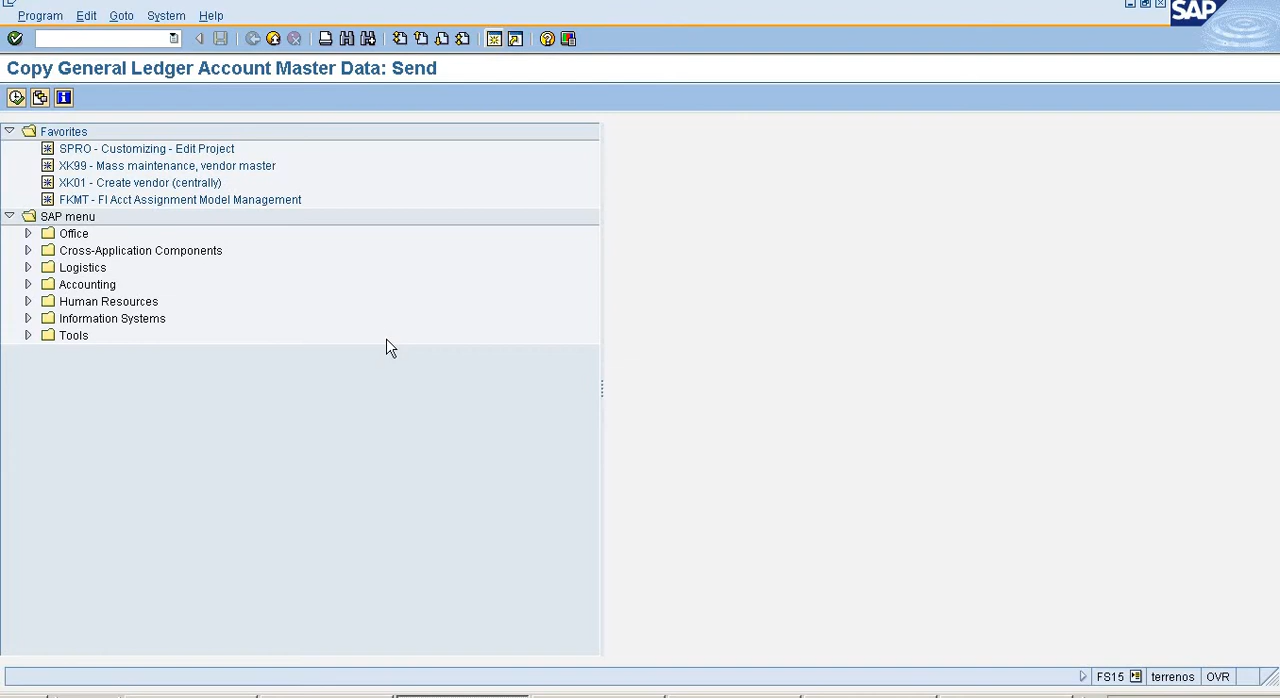 Program Edit Goto System Help
SAP
Copy General Ledger Account Master Data: Send
Favorites
SPRO - Customizing - Edit Project
XK99 - Mass maintenance, vendor master
XK01 - Create vendor (centrally)
FKMT - FI Acct Assignment Model Management
SAP menu
Office
Cross-Application Components
Logistics
Accounting
Human Resources
Information Systems
Tools
FS15 terrenos OVR